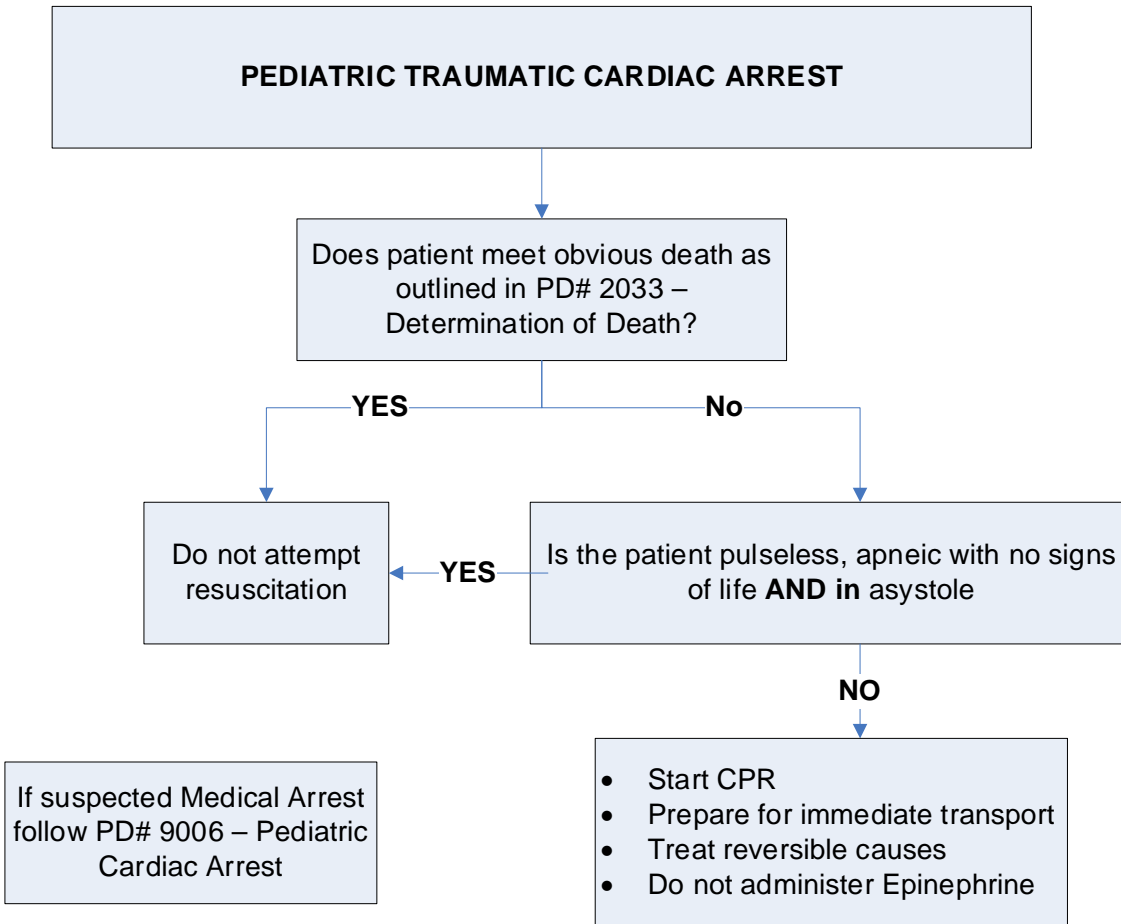 PEDIATRIC TRAUMATIC CARDIAC ARREST
Does patient meet obvious death as
outlined in PD# 2033 –
Determination of Death?
YES
No
Do not attempt
resuscitation
YES
Is the patient pulseless, apneic with no signs
of life AND in asystole
NO
If suspected Medical Arrest
follow PD# 9006 – Pediatric
Cardiac Arrest
• Start CPR
• Prepare for immediate transport
• Treat reversible causes
• Do not administer Epinephrine